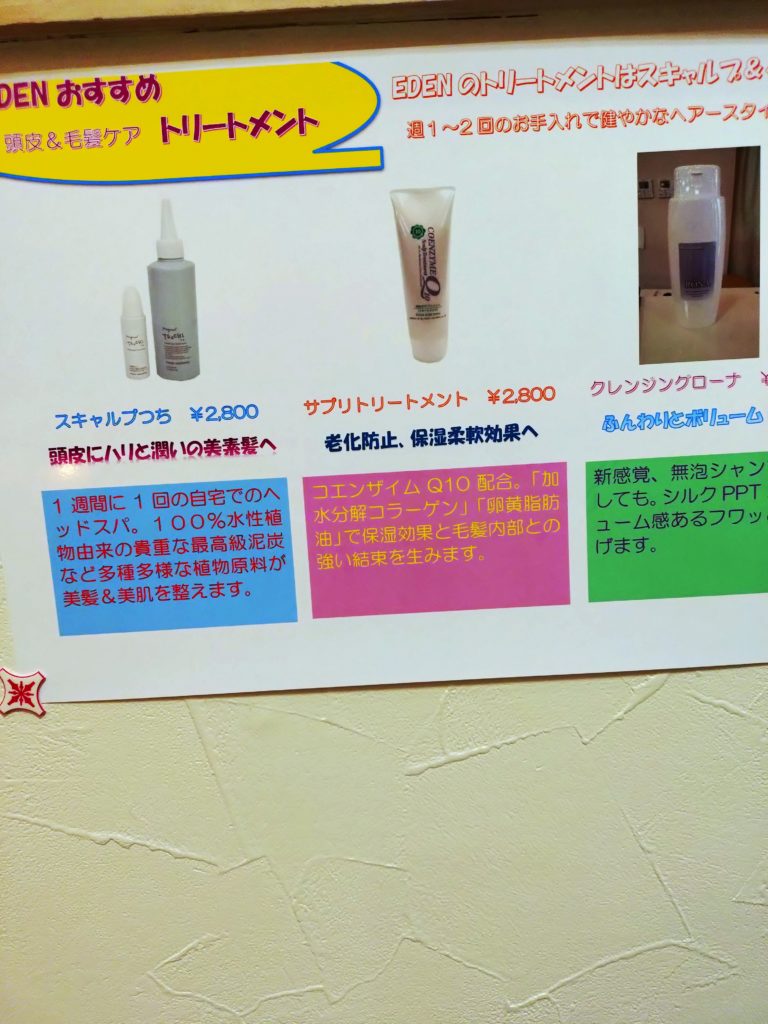 DEN おすすめ
頭皮＆毛髪ケア トリートメント
EDENのトリートメントはスキャルプ＆
週1～2回のお手入れで健やかなヘアースタイ
COENZYME
Q10
スキャルプつち ￥2,800
頭皮にハリと潤いの美素髪へ
1週間に1回の自宅でのヘ
ッドスパ。100％水性植
物由来の貴重な最高級泥炭
など多種多様な植物原料が
美髪＆美肌を整えます。
サプリトリートメント ￥2,800
老化防止、保湿柔軟効果へ
コエンザイムQ10配合。「加
水分解コラーゲン」「卵黄脂肪
油」で保湿効果と毛髪内部との
強い結束を生みます。
クレンジングローナ
ふんわりとボリューム
新感覚、無泡シャン
しても。シルクPPT
ューム感あるフワッ
げます。